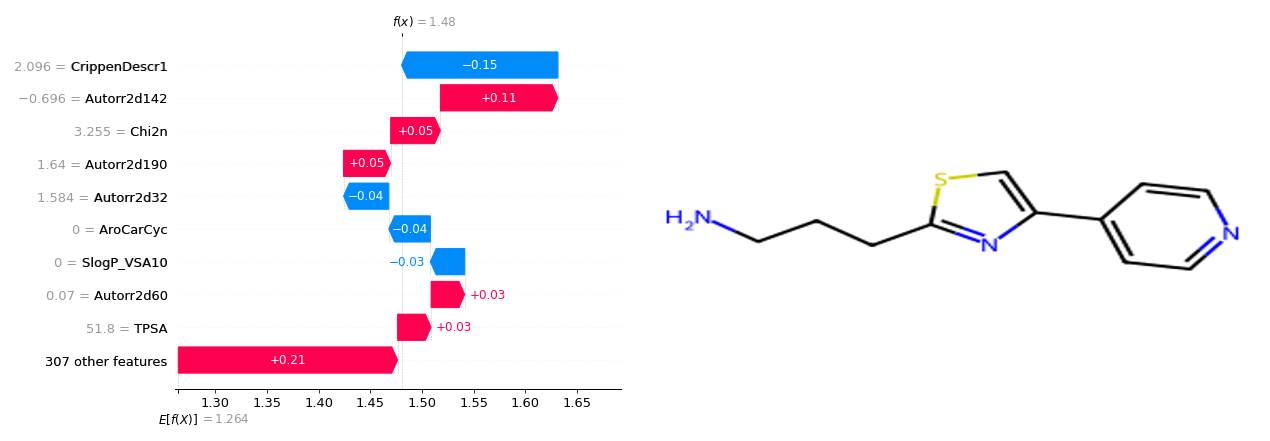 f(x) = 1.48
2.096 = CrippenDescr1 −0.15
−0.696 = Autorr2d142 +0.11
3.255 = Chi2n +0.05
1.64 = Autorr2d190 +0.05
1.584 = Autorr2d32 −0.04
0 = AroCarCyc −0.04
0 = SlogP_VSA10 −0.03
0.07 = Autorr2d60 +0.03
51.8 = TPSA +0.03
307 other features +0.21
1.30 1.35 1.40 1.45 1.50 1.55 1.60 1.65
E[f(X)] = 1.264
S
H₂N
N
N